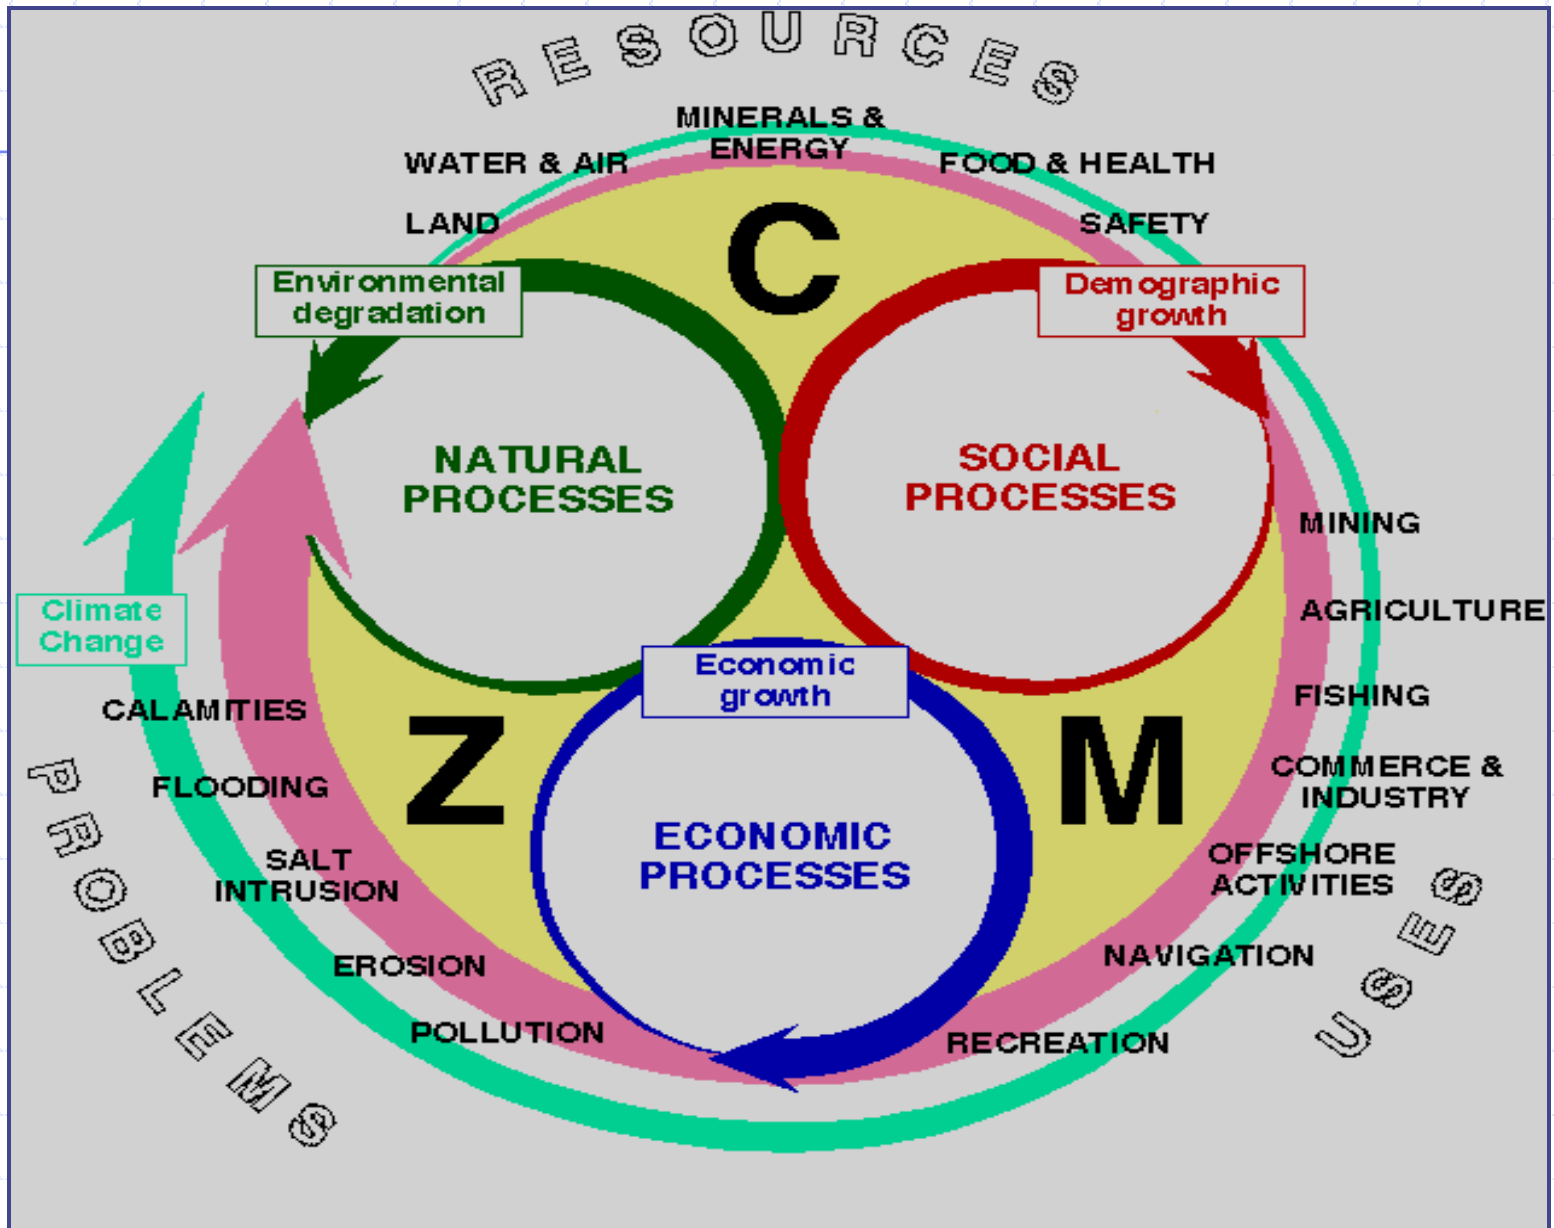 RESOURCES
MINERALS &
ENERGY
WATER & AIR
FOOD & HEALTH
LAND
SAFETY
C
Environmental
degradation
Demographic
growth
NATURAL
PROCESSES
SOCIAL
PROCESSES
MINING
AGRICULTURE
Climate
Change
Economic
growth
FISHING
CALAMITIES
Z
M
FLOODING
COMMERCE &
INDUSTRY
ECONOMIC
PROCESSES
SALT
INTRUSION
OFFSHORE
ACTIVITIES
EROSION
NAVIGATION
POLLUTION
RECREATION
PROBLEMS
USES